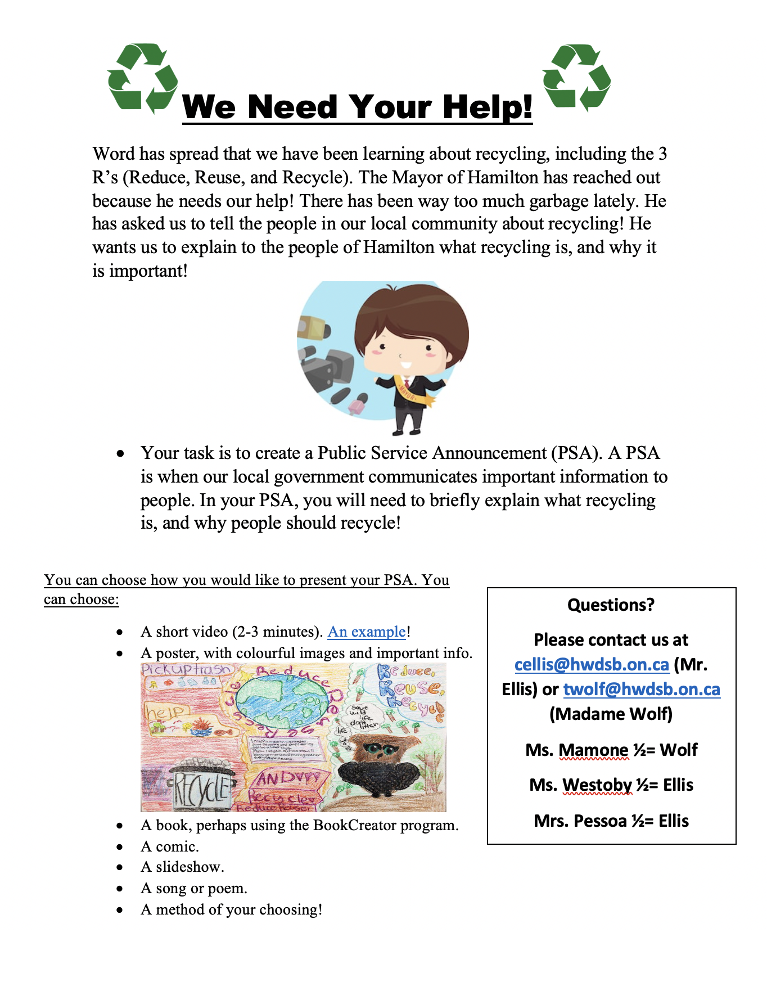 We Need Your Help!
Word has spread that we have been learning about recycling, including the 3
R’s (Reduce, Reuse, and Recycle). The Mayor of Hamilton has reached out
because he needs our help! There has been way too much garbage lately. He
has asked us to tell the people in our local community about recycling! He
wants us to explain to the people of Hamilton what recycling is, and why it
is important!
MAYOR
• Your task is to create a Public Service Announcement (PSA). A PSA
is when our local government communicates important information to
people. In your PSA, you will need to briefly explain what recycling
is, and why people should recycle!
You can choose how you would like to present your PSA. You
can choose:
• A short video (2-3 minutes). An example!
• A poster, with colourful images and important info.
Pick up trash
help
RECYCLE
Reduce Reuse
AND
Recycle
Reduce Reuse!
Reduce,
Reuse,
Recycle
save
wild
life
don't
litter
life
• A book, perhaps using the BookCreator program.
• A comic.
• A slideshow.
• A song or poem.
• A method of your choosing!
Questions?
Please contact us at
cellis@hwdsb.on.ca (Mr.
Ellis) or twolf@hwdsb.on.ca
(Madame Wolf)
Ms. Mamone ½= Wolf
Ms. Westoby ½= Ellis
Mrs. Pessoa ½= Ellis